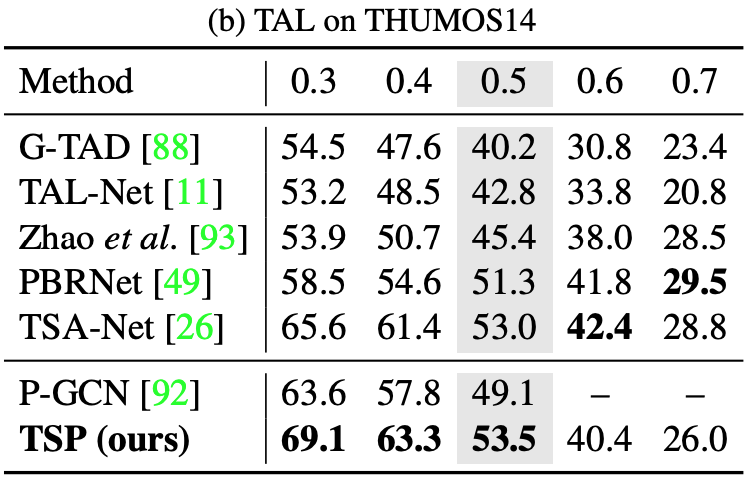 (b) TAL on THUMOS14
Method 0.3 0.4 0.5 0.6 0.7
G-TAD [88] 54.5 47.6 40.2 30.8 23.4
TAL-Net [11] 53.2 48.5 42.8 33.8 20.8
Zhao et al. [93] 53.9 50.7 45.4 38.0 28.5
PBRNet [49] 58.5 54.6 51.3 41.8 29.5
TSA-Net [26] 65.6 61.4 53.0 42.4 28.8
P-GCN [92] 63.6 57.8 49.1 – –
TSP (ours) 69.1 63.3 53.5 40.4 26.0